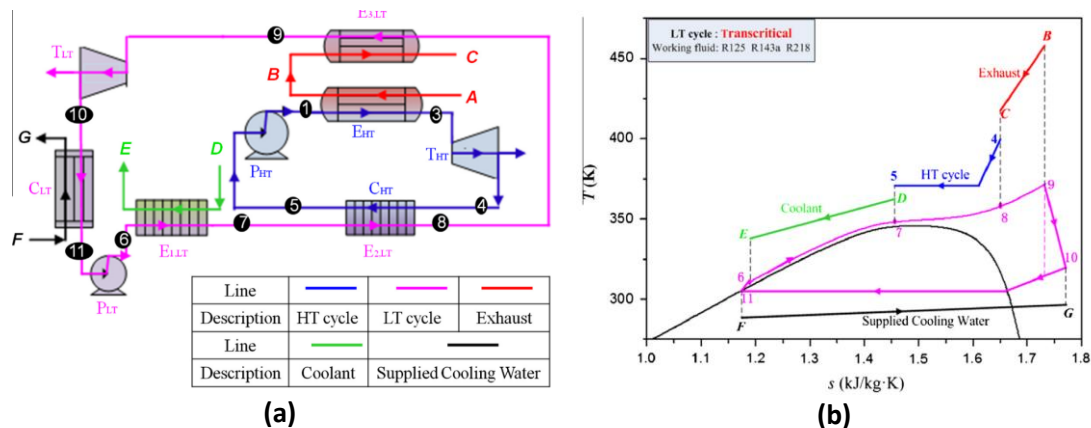 E3,LT
9
TLT
C
B
A
10
1
3
EHT
G
E
D
PHT
THT
CLT
CHT
5
4
7
8
F
6
11
E1,LT
E2,LT
PLT
Line
Description HT cycle LT cycle Exhaust
Line
Description Coolant Supplied Cooling Water
(a)
LT cycle: Transcritical
Working fluid: R125 R143a R218
B
450
Exhaust
C
400
4
5
HT cycle
9
D
Coolant
350
8
E
7
10
6
300
11
F
G
Supplied Cooling Water
T (K)
1.0 1.1 1.2 1.3 1.4 1.5 1.6 1.7 1.8
s (kJ/kg·K)
(b)